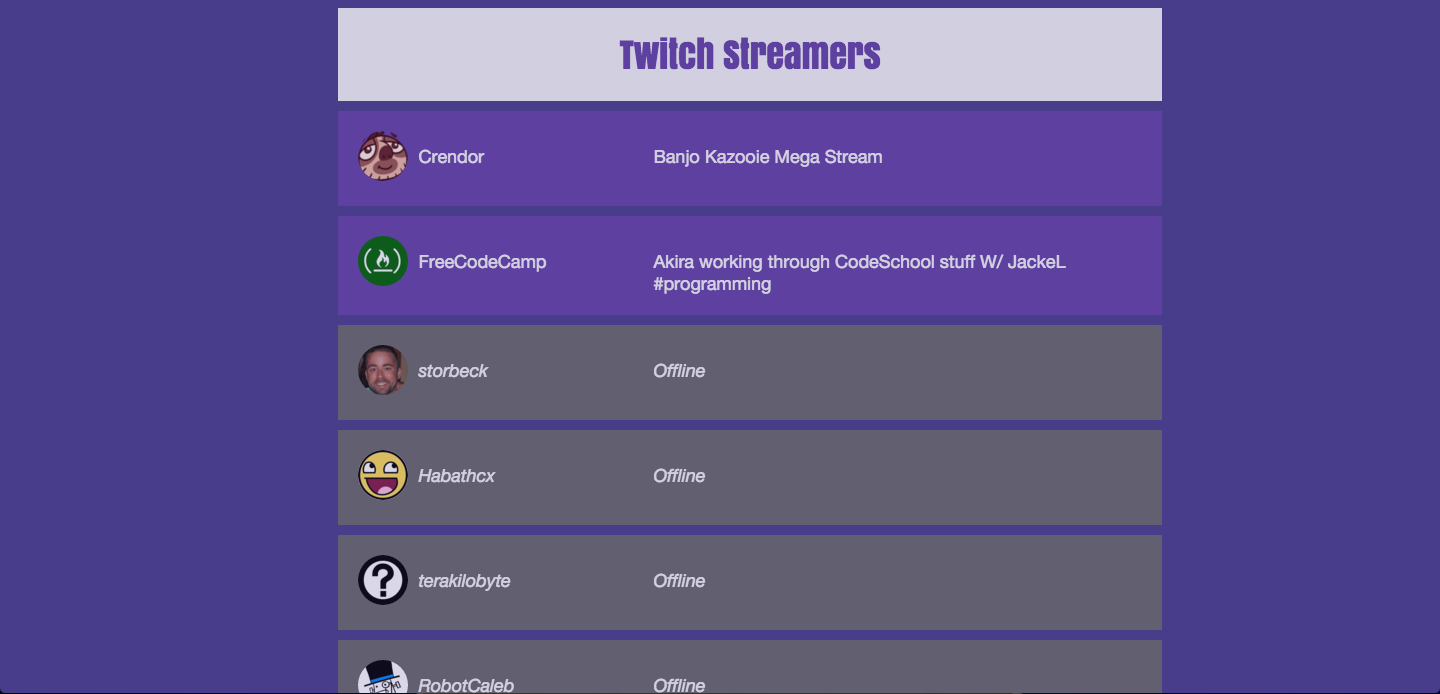 Twitch Streamers
Crendor
Banjo Kazooie Mega Stream
FreeCodeCamp
Akira working through CodeSchool stuff W/ JackeL
#programming
storbeck
Offline
Habathcx
Offline
?
terakilobyte
Offline
RobotCaleb
Offline